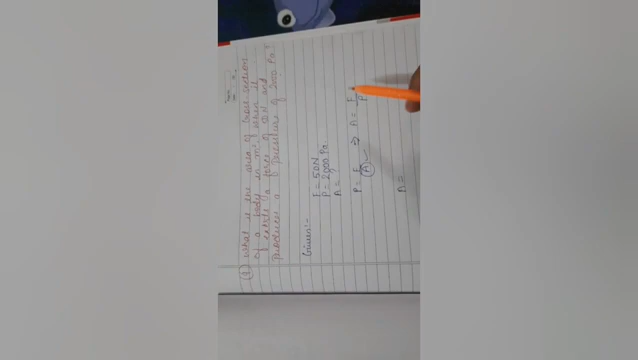 (Q) What is the area of cross-section
of a body in m², when it
exerts a force of 50 N and
produces a pressure of 2000 Pa?
Given:-
F = 50N
P = 2000 Pa.
A = ?
P = F/A ⇒ A = F/P
A =